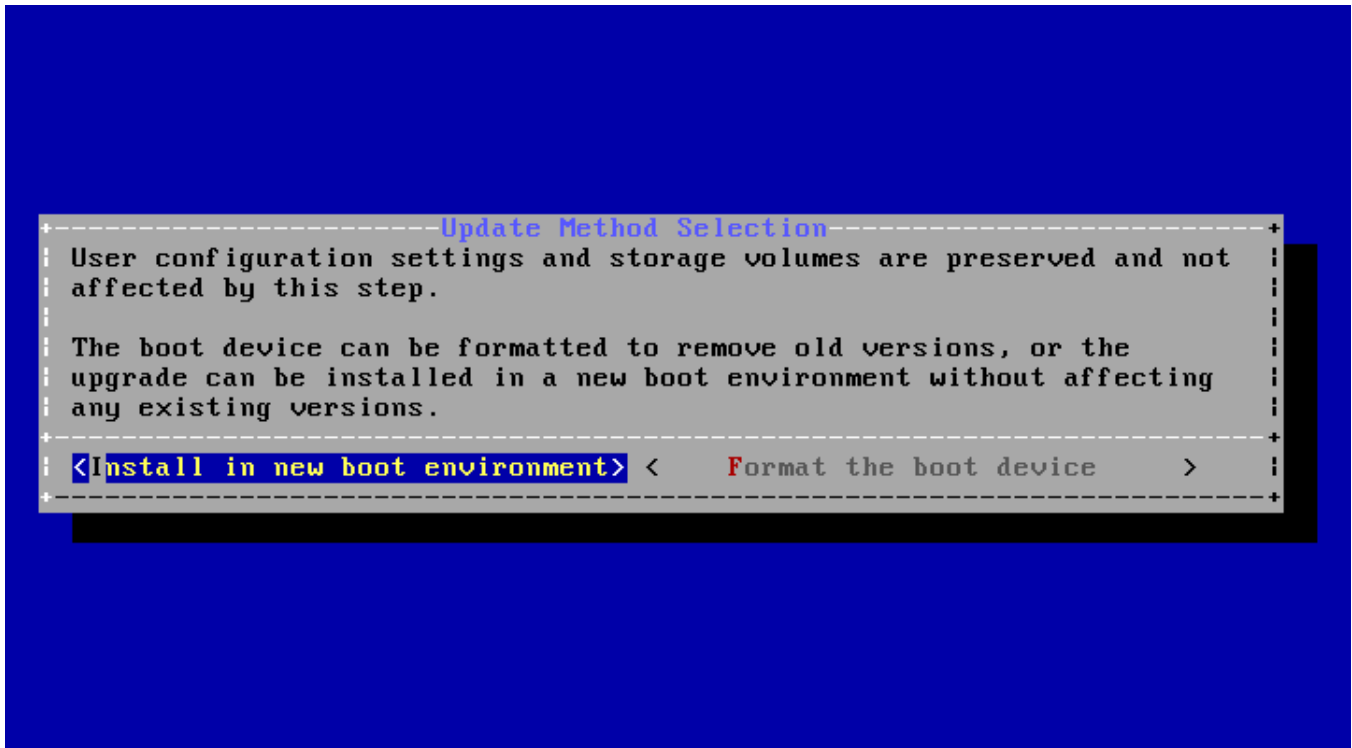 Update Method Selection
User configuration settings and storage volumes are preserved and not
affected by this step.
The boot device can be formatted to remove old versions, or the
upgrade can be installed in a new boot environment without affecting
any existing versions.
<Install in new boot environment> < Format the boot device >